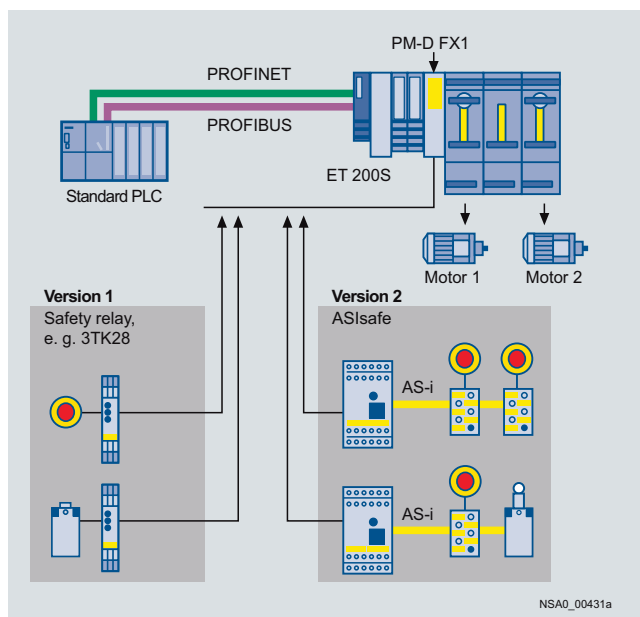 PM-D FX1
PROFINET
PROFIBUS
ET 200S
Standard PLC
Motor 1
Motor 2
Version 1
Safety relay,
e. g. 3TK28
Version 2
ASIsafe
AS-i
AS-i
NSA0_00431a